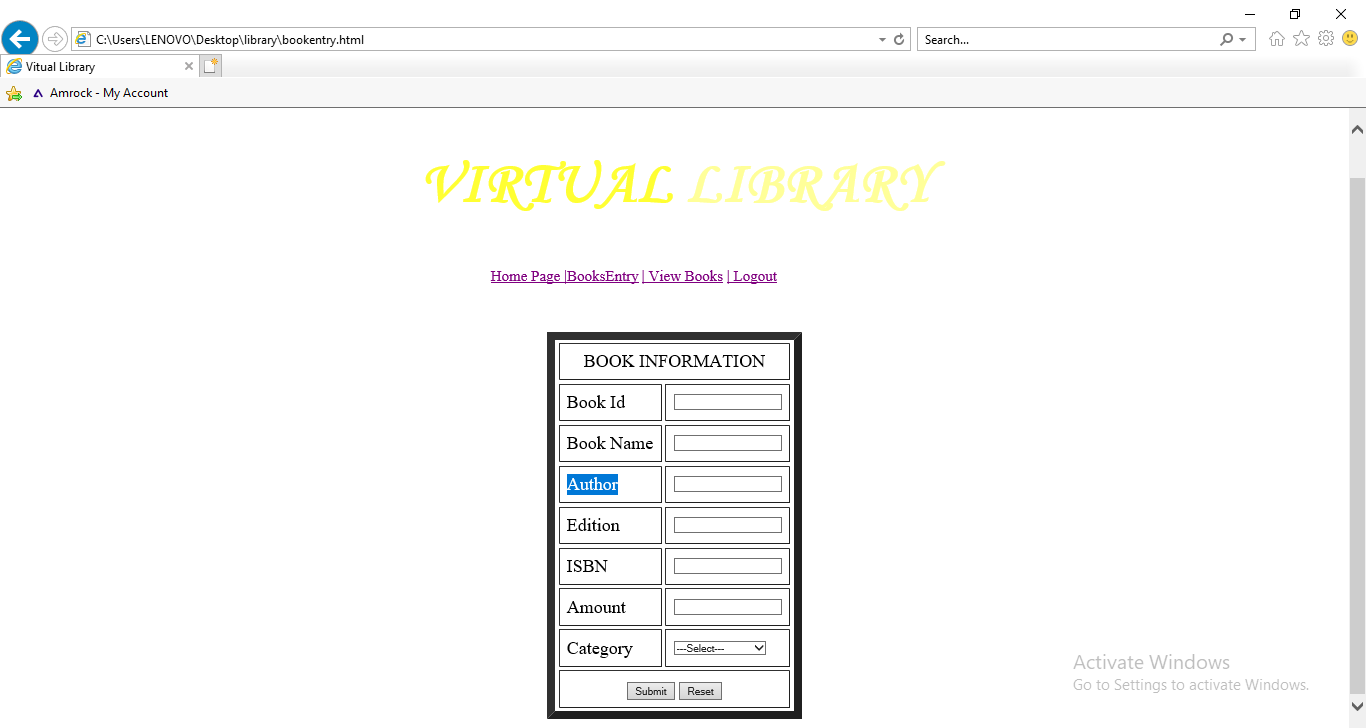 C:\Users\LENOVO\Desktop\library\bookentry.html
Search...
Vitual Library
Amrock - My Account
VIRTUAL LIBRARY
Home Page |BooksEntry | View Books | Logout
BOOK INFORMATION
Book Id
Book Name
Author
Edition
ISBN
Amount
Category ---Select---
Submit Reset
Activate Windows
Go to Settings to activate Windows.